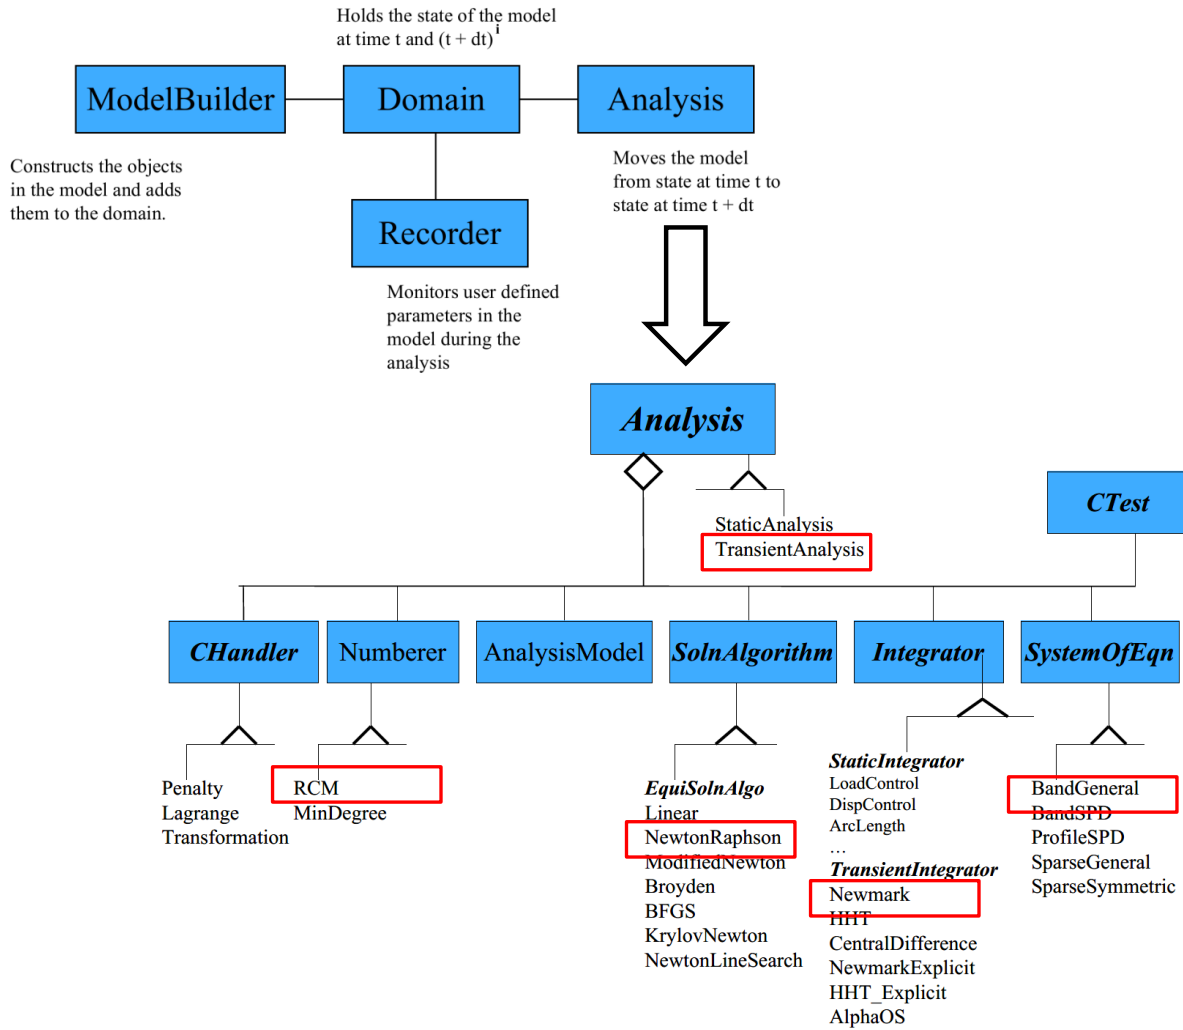 Holds the state of the model
at time t and (t + dt)^i
ModelBuilder
Domain
Analysis
Constructs the objects
in the model and adds
them to the domain.
Moves the model
from state at time t to
state at time t + dt
Recorder
Monitors user defined
parameters in the
model during the
analysis
Analysis
StaticAnalysis
TransientAnalysis
CTest
CHandler
Numberer
AnalysisModel
SolnAlgorithm
Integrator
SystemOfEqn
Penalty
Lagrange
Transformation
RCM
MinDegree
EquiSolnAlgo
Linear
NewtonRaphson
ModifiedNewton
Broyden
BFGS
KrylovNewton
NewtonLineSearch
StaticIntegrator
LoadControl
DispControl
ArcLength
…
TransientIntegrator
Newmark
HHT
CentralDifference
NewmarkExplicit
HHT_Explicit
AlphaOS
BandGeneral
BandSPD
ProfileSPD
SparseGeneral
SparseSymmetric